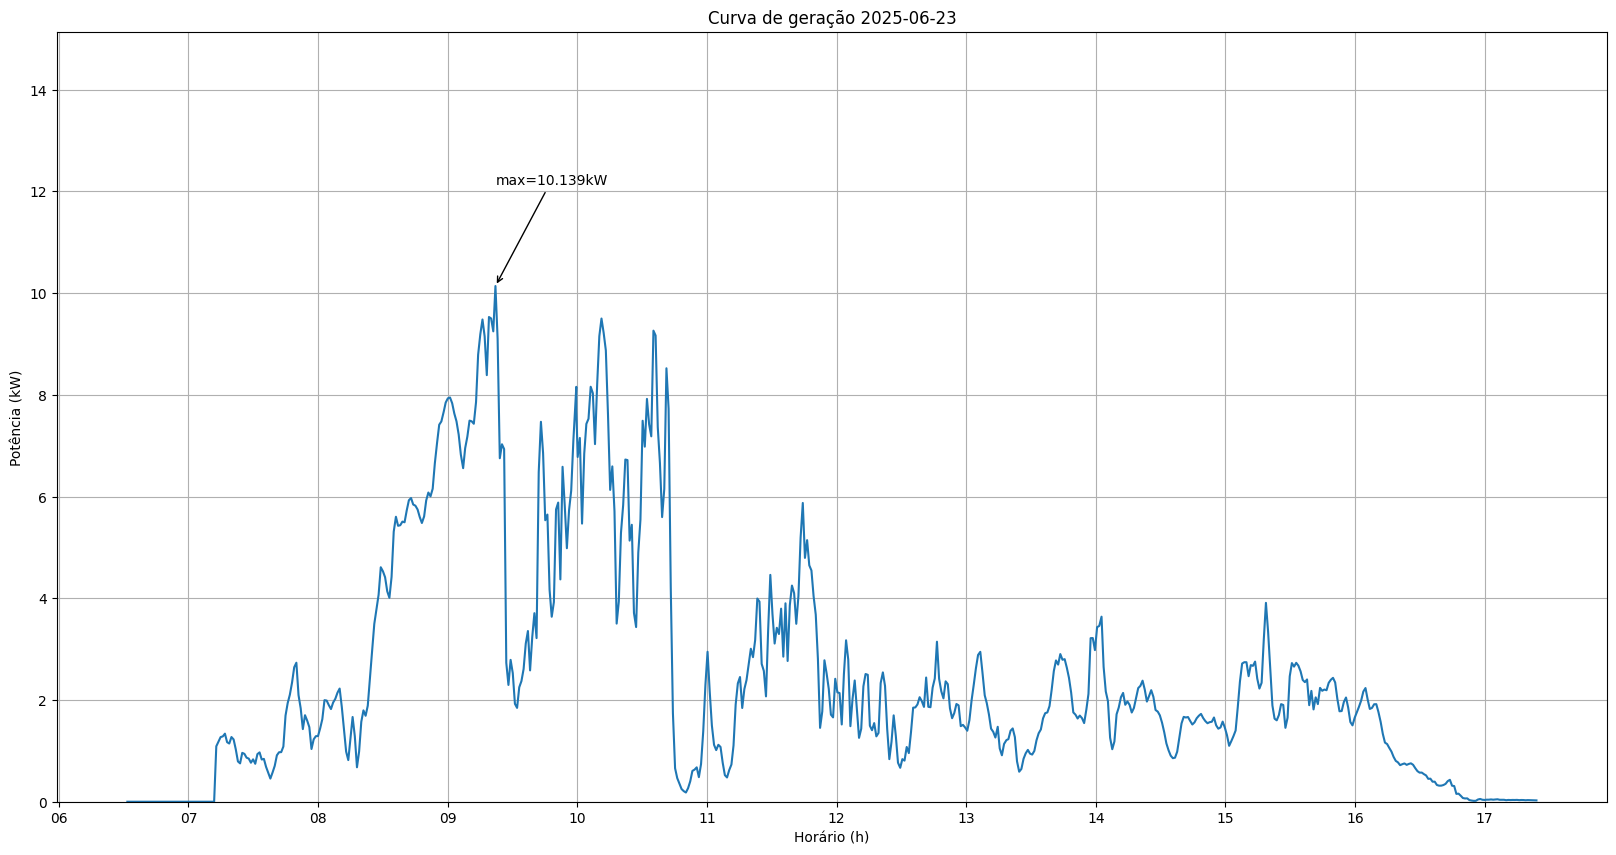 Curva de geração 2025-06-23
14
12
10
8
6
4
2
0
Potência (kW)
max=10.139kW
06 07 08 09 10 11 12 13 14 15 16 17
Horário (h)